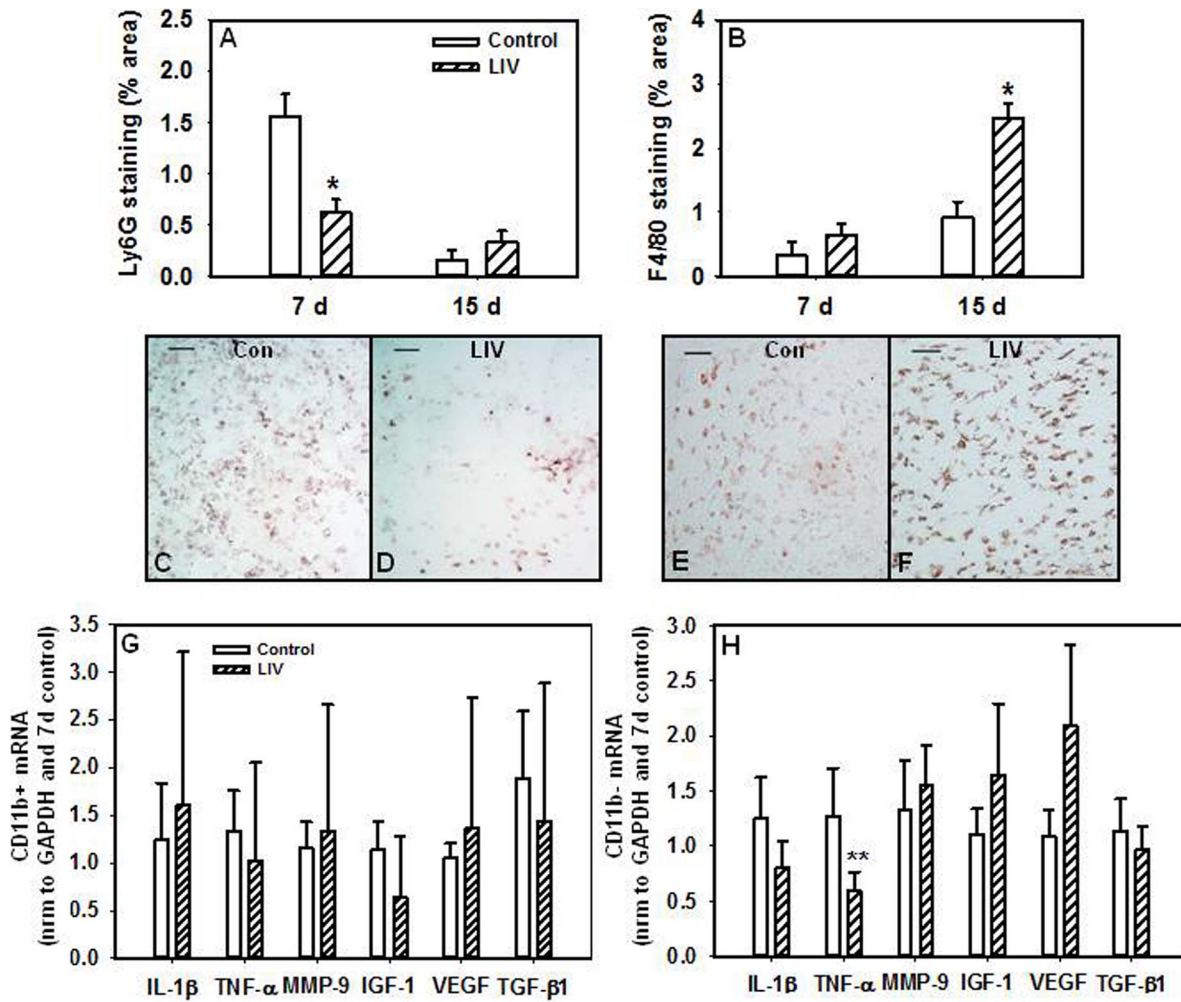 A
Control
LIV
Ly6G staining (% area)
2.5
2.0
1.5
1.0
0.5
0.0
*
7 d
15 d
B
F4/80 staining (% area)
4
3
2
1
0
*
7 d
15 d
Con
C
LIV
D
Con
E
LIV
F
G
Control
LIV
CD11b+ mRNA
(nrm to GAPDH and 7d control)
3.5
3.0
2.5
2.0
1.5
1.0
0.5
0.0
IL-1β TNF-α MMP-9 IGF-1 VEGF TGF-β1
H
CD11b- mRNA
(nrm to GAPDH and 7d control)
3.0
2.5
2.0
1.5
1.0
0.5
0.0
**
IL-1β TNF-α MMP-9 IGF-1 VEGF TGF-β1